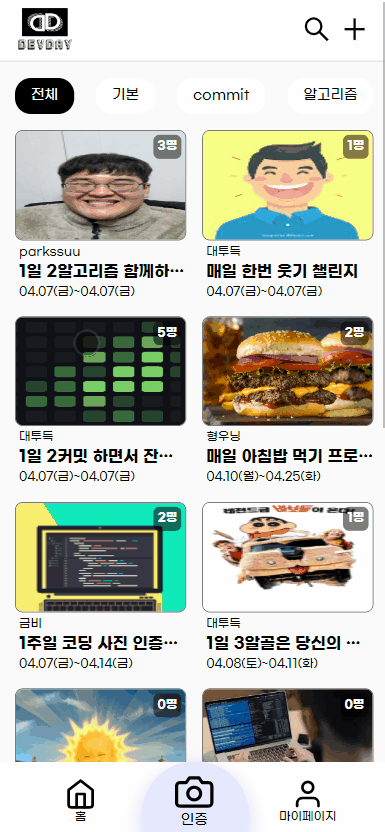 DEVDAY
전체
기본
commit
알고리즘
3명
1명
parkssuu
대투득
1일 2알고리즘 함께하···
매일 한번 웃기 챌린지
04.07(금)~04.07(금)
04.07(금)~04.07(금)
5명
2명
대투득
형우닝
1일 2커밋 하면서 잔···
매일 아침밥 먹기 프로···
04.07(금)~04.07(금)
04.10(월)~04.25(화)
2명
1명
금비
대투득
1주일 코딩 사진 인증···
1일 3알골은 당신의 ···
04.07(금)~04.14(금)
04.08(토)~04.11(화)
0명
0명
홈
인증
마이페이지